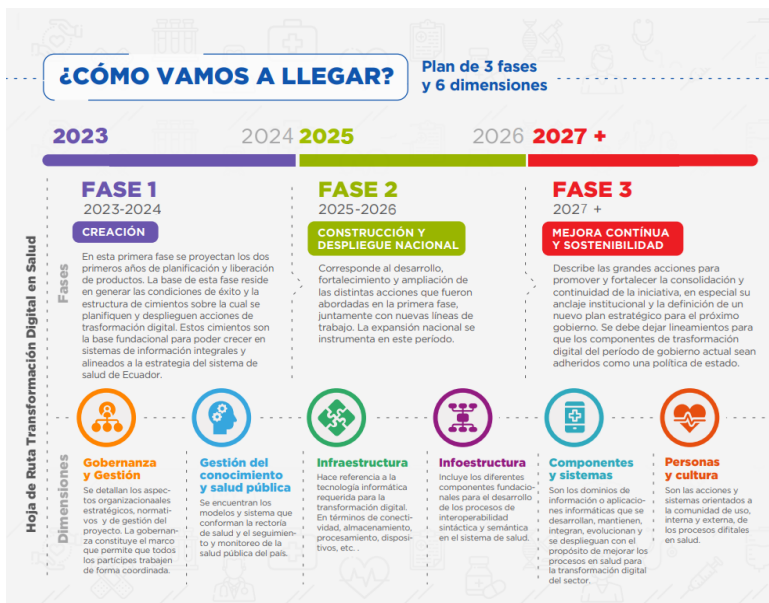 ¿CÓMO VAMOS A LLEGAR?
Plan de 3 fases
y 6 dimensiones
2023
2024
2025
2026
2027 +
Hoja de Ruta Transformación Digital en Salud
Fases
FASE 1
2023-2024
CREACIÓN
En esta primera fase se proyectan los dos
primeros años de planificación y liberación
de productos. La base de esta fase reside
en generar las condiciones de éxito y la
estructura de cimientos sobre la cual se
planifiquen y desplieguen acciones de
trasformación digital. Estos cimientos son
la base fundacional para poder crecer en
sistemas de información integrales y
alineados a la estrategia del sistema de
salud de Ecuador.
FASE 2
2025-2026
CONSTRUCCIÓN Y
DESPLIEGUE NACIONAL
Corresponde al desarrollo,
fortalecimiento y ampliación de
las distintas acciones que fueron
abordadas en la primera fase,
juntamente con nuevas líneas de
trabajo. La expansión nacional se
instrumenta en este período.
FASE 3
2027 +
MEJORA CONTÍNUA
Y SOSTENIBILIDAD
Describe las grandes acciones para
promover y fortalecer la consolidación y
continuidad de la iniciativa, en especial su
anclaje institucional y la definición de un
nuevo plan estratégico para el próximo
gobierno. Se debe dejar lineamientos para
que los componentes de trasformación
digital del período de gobierno actual sean
adheridos como una política de estado.
Dimensiones
Gobernanza
y Gestión
Se detallan los aspec-
tos organizacionaales
estratégicos, normati-
vos y de gestión del
proyecto. La gobernan-
za constituye el marco
que permite que todos
los partícipes trabajen
de forma coordinada.
Gestión del
conocimiento
y salud pública
Se encuentran los
modelos y sistema que
conforman la rectoría
de salud y el seguimien-
to y monitoreo de la
salud pública del país.
Infraestructura
Hace referencia a la
tecnología informática
requerida para la
transformación digital.
En términos de conecti-
vidad, almacenamiento,
procesamiento, disposi-
tivos, etc. .
Infoestructura
Incluye los diferentes
componentes fundacio-
nales para el desarrollo
de los procesos de
interoperabilidad
sintáctica y semántica
en el sistema de salud.
Componentes
y sistemas
Son los dominios de
información o aplicacio-
nes informáticas que se
desarrollan, mantienen,
integran, evolucionan y
se despliegan con el
propósito de mejorar los
procesos en salud para
la transformación digital
del sector.
Personas
y cultura
Son las acciones y
sistemas orientados a
la comunidad de uso,
interna y externa, de
los procesos difitales
en salud.